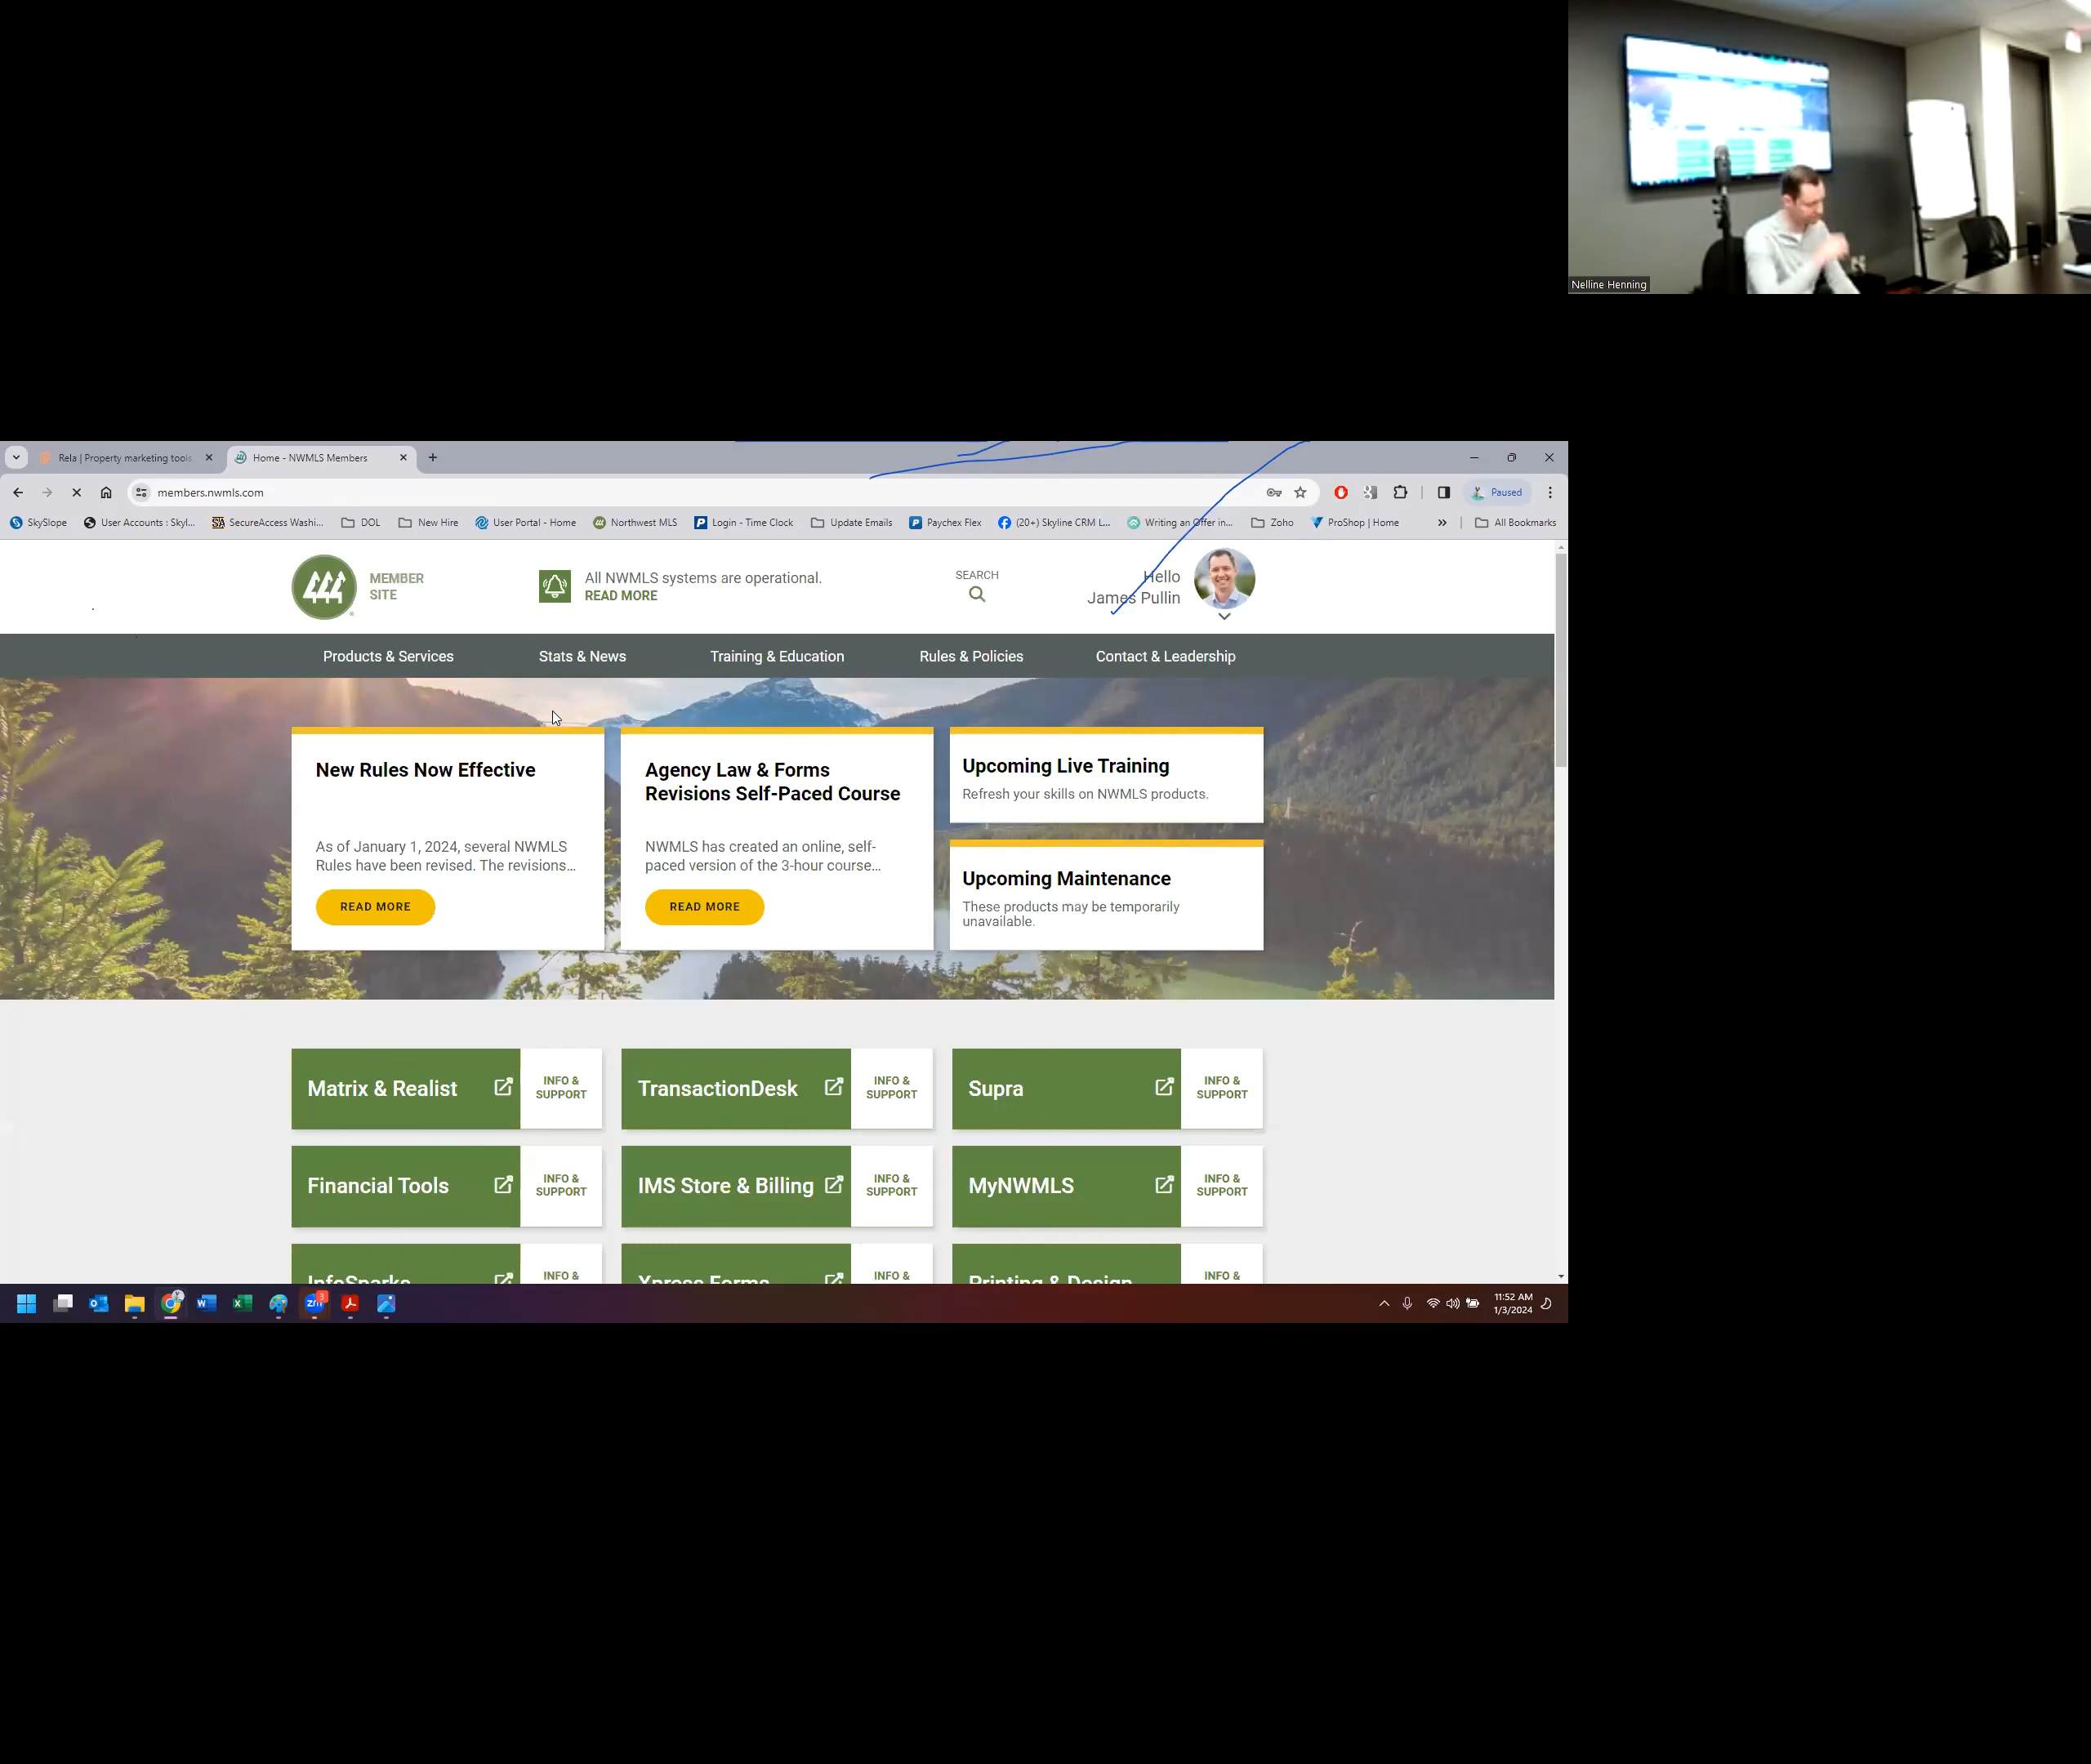 Nelline Henning
Rela | Property marketing tools
Home - NWMLS Members
members.nwmls.com
Paused
SkySlope
User Accounts : Skyl...
SecureAccess Washi...
DOL
New Hire
User Portal - Home
Northwest MLS
Login - Time Clock
Update Emails
Paychex Flex
(20+) Skyline CRM L...
Writing an Offer in...
Zoho
ProShop | Home
All Bookmarks
MEMBER
SITE
All NWMLS systems are operational.
READ MORE
SEARCH
Hello
James Pullin
Products & Services
Stats & News
Training & Education
Rules & Policies
Contact & Leadership
New Rules Now Effective
As of January 1, 2024, several NWMLS
Rules have been revised. The revisions...
READ MORE
Agency Law & Forms
Revisions Self-Paced Course
NWMLS has created an online, self-
paced version of the 3-hour course...
READ MORE
Upcoming Live Training
Refresh your skills on NWMLS products.
Upcoming Maintenance
These products may be temporarily
unavailable.
Matrix & Realist
INFO &
SUPPORT
TransactionDesk
INFO &
SUPPORT
Supra
INFO &
SUPPORT
Financial Tools
INFO &
SUPPORT
IMS Store & Billing
INFO &
SUPPORT
MyNWMLS
INFO &
SUPPORT
InfoSparks
INFO &
Xpress Forms
INFO &
Printing & Design
INFO &
zm
3
11:52 AM
1/3/2024